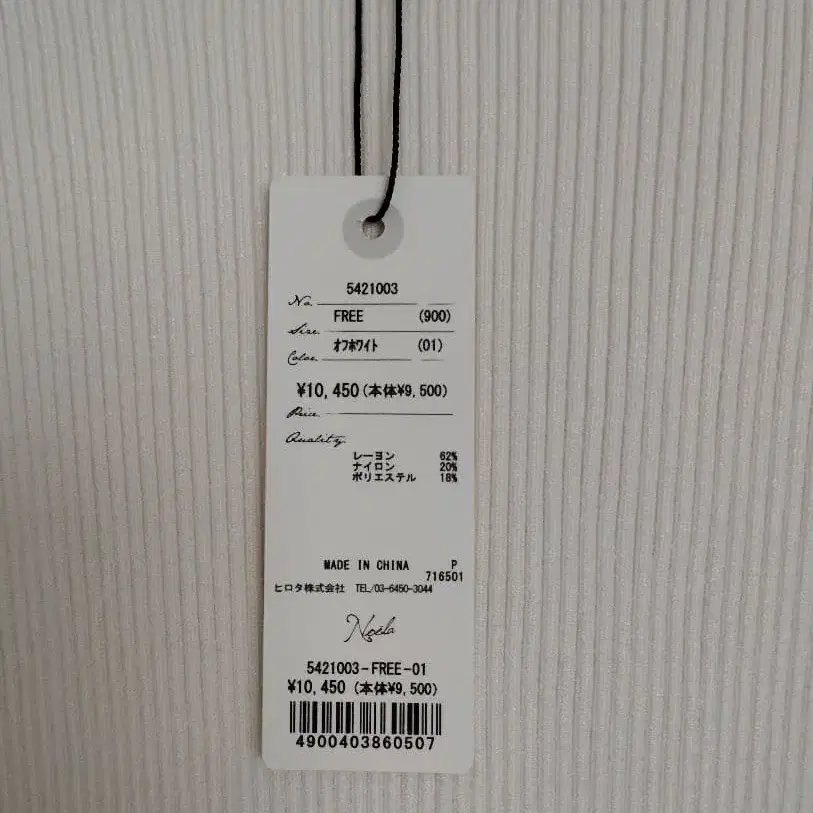 No. 5421003
Size. FREE (900)
Color. ｵﾌﾎﾜｲﾄ (01)
¥10,450(本体¥9,500)
Price.
Quality.
レーヨン 62%
ナイロン 20%
ポリエステル 18%
MADE IN CHINA P
716501
ヒロタ株式会社 TEL/03-6450-3044
Noéla
5421003-FREE-01
¥10,450 (本体¥9,500)
4900403860507